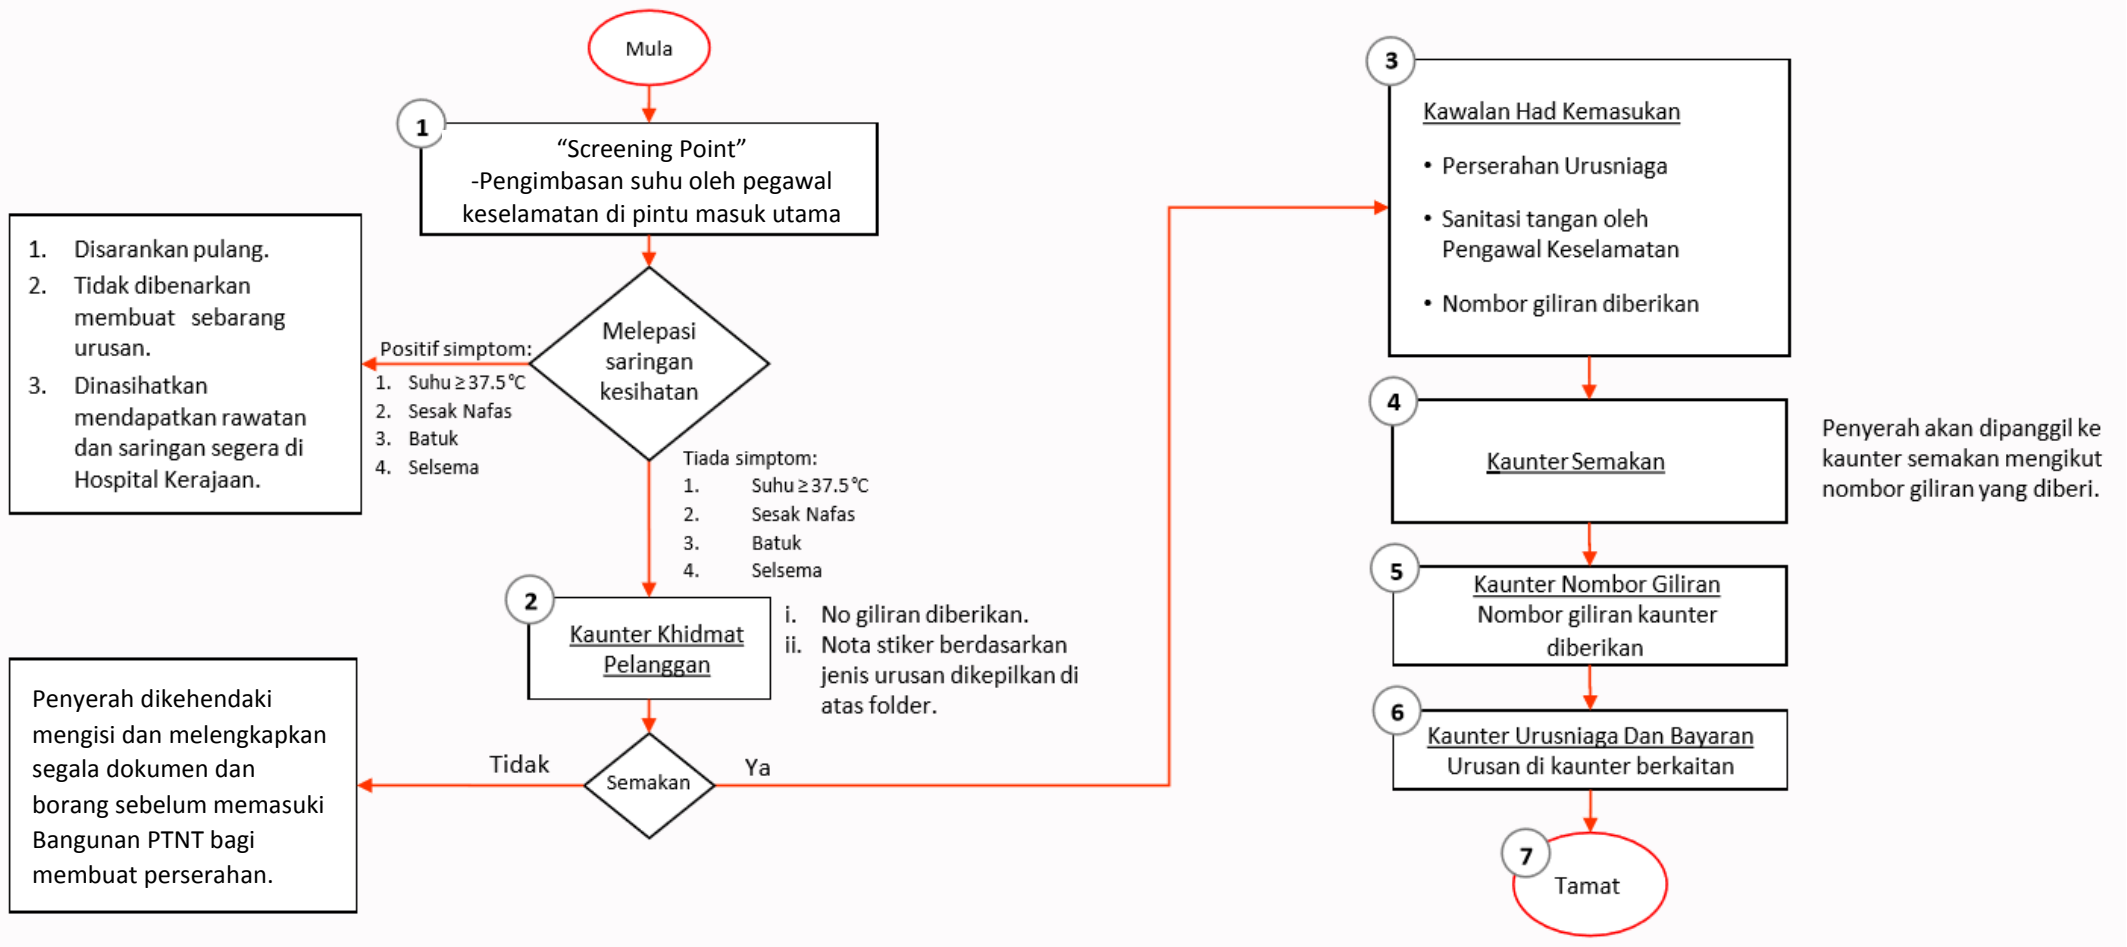 Mula
1
“Screening Point”
-Pengimbasan suhu oleh pegawal
keselamatan di pintu masuk utama
1. Disarankan pulang.
2. Tidak dibenarkan
membuat sebarang
urusan.
3. Dinasihatkan
mendapatkan rawatan
dan saringan segera di
Hospital Kerajaan.
Melepasi
saringan
kesihatan
Positif simptom:
1. Suhu ≥ 37.5°C
2. Sesak Nafas
3. Batuk
4. Selsema
Tiada simptom:
1. Suhu ≥ 37.5°C
2. Sesak Nafas
3. Batuk
4. Selsema
2
Kaunter Khidmat
Pelanggan
i. No giliran diberikan.
ii. Nota stiker berdasarkan
jenis urusan dikepilkan di
atas folder.
Semakan
Tidak
Ya
Penyerah dikehendaki
mengisi dan melengkapkan
segala dokumen dan
borang sebelum memasuki
Bangunan PTNT bagi
membuat perserahan.
3
Kawalan Had Kemasukan
• Perserahan Urusniaga
• Sanitasi tangan oleh
Pengawal Keselamatan
• Nombor giliran diberikan
4
Kaunter Semakan
Penyerah akan dipanggil ke
kaunter semakan mengikut
nombor giliran yang diberi.
5
Kaunter Nombor Giliran
Nombor giliran kaunter
diberikan
6
Kaunter Urusniaga Dan Bayaran
Urusan di kaunter berkaitan
7
Tamat